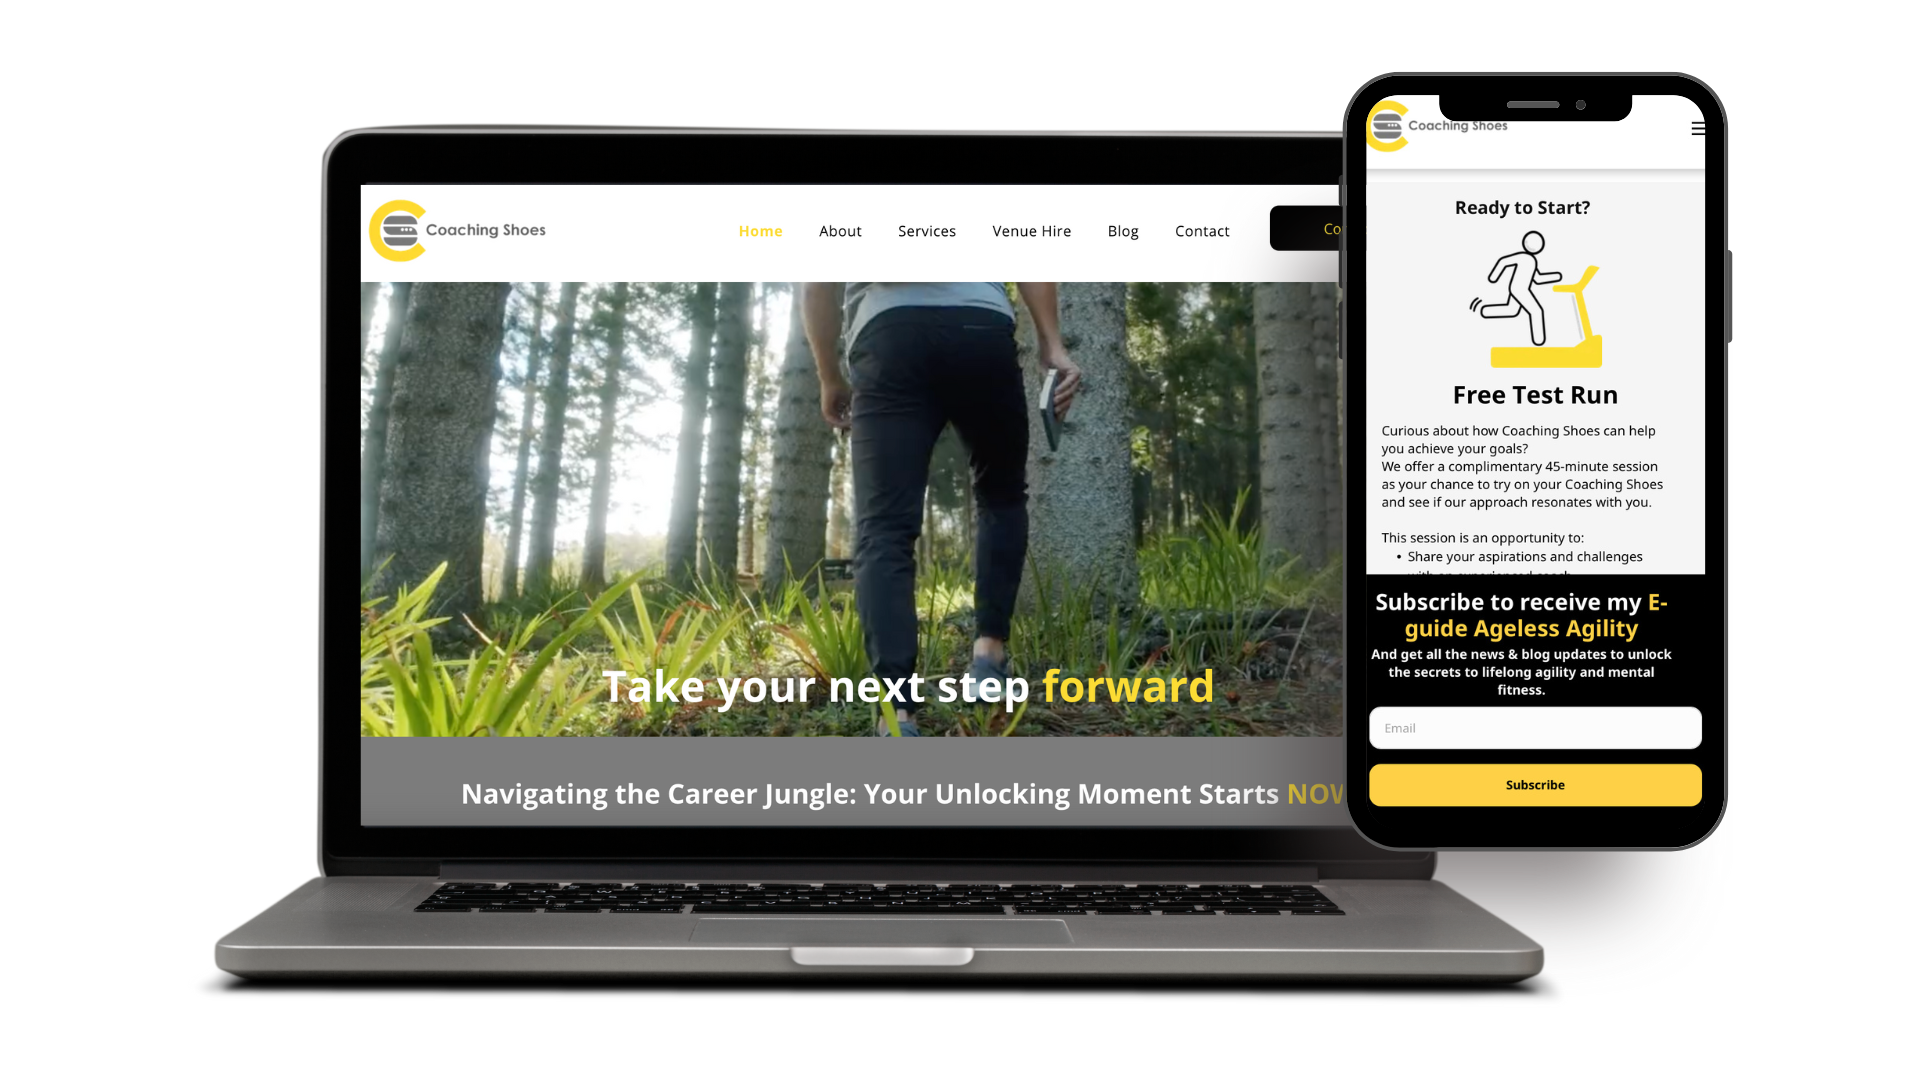 Coaching Shoes
Home About Services Venue Hire Blog Contact
Take your next step forward
Navigating the Career Jungle: Your Unlocking Moment Starts
Coaching Shoes
Ready to Start?
Free Test Run
Curious about how Coaching Shoes can help
you achieve your goals?
We offer a complimentary 45-minute session
as your chance to try on your Coaching Shoes
and see if our approach resonates with you.
This session is an opportunity to:
• Share your aspirations and challenges
Subscribe to receive my E-
guide Ageless Agility
And get all the news & blog updates to unlock
the secrets to lifelong agility and mental
fitness.
Email
Subscribe